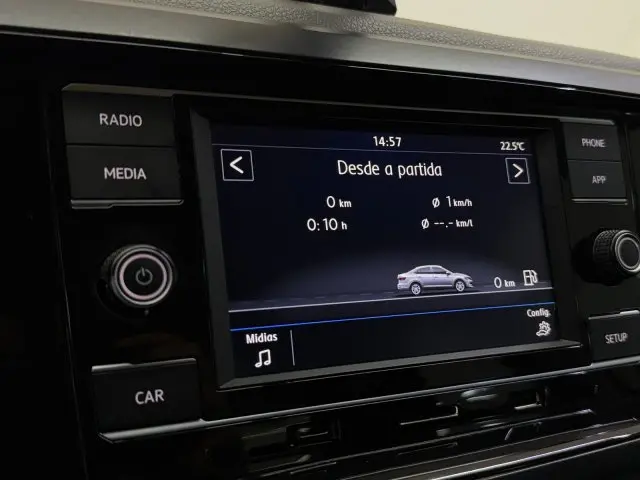 RADIO
MEDIA
CAR
14:57
22.5°C
<
Desde a partida
>
0 km
Ø 1 km/h
0:10 h
Ø --.- km/l
0 km
Mídias
Config.
PHONE
APP
SETUP